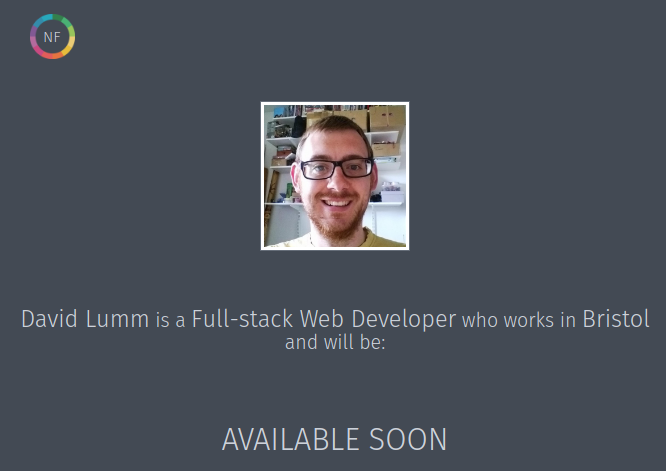 NF
David Lumm is a Full-stack Web Developer who works in Bristol
and will be:
AVAILABLE SOON